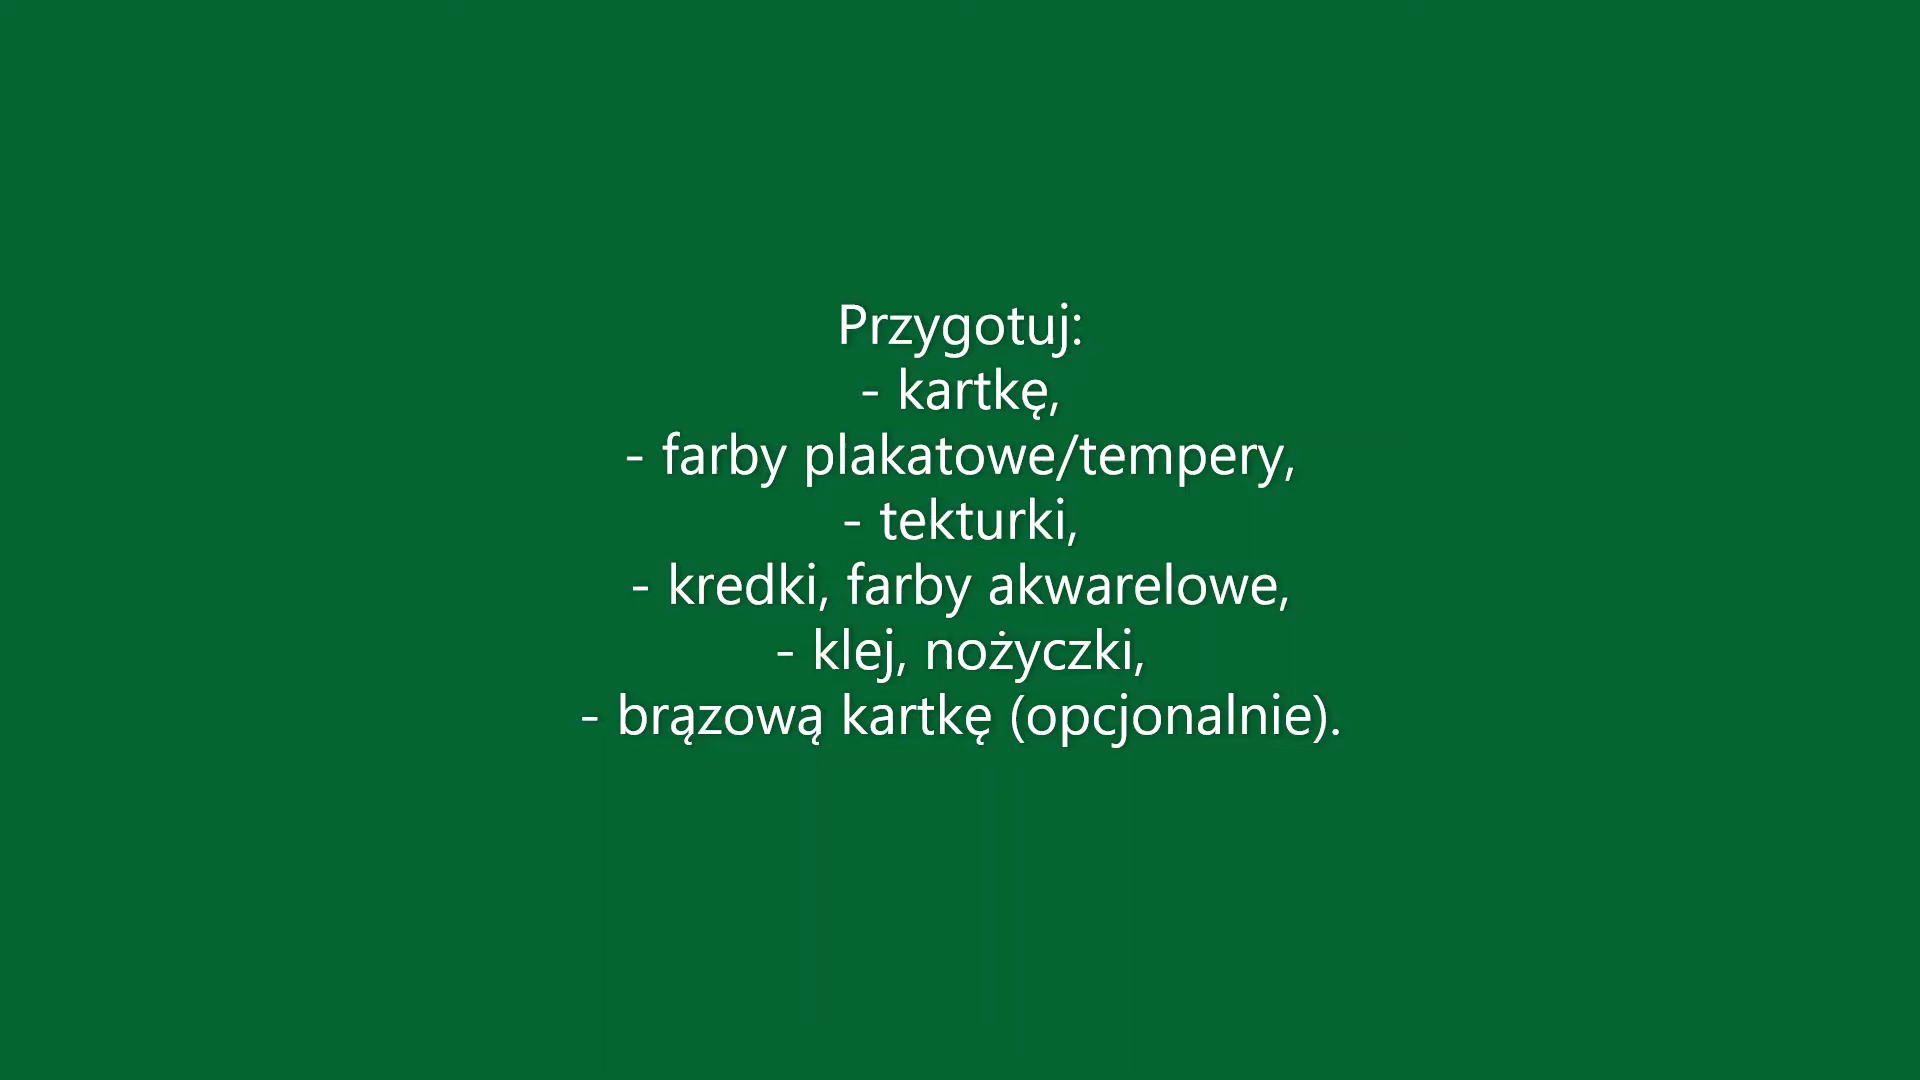 Przygotuj:
- kartkę,
- farby plakatowe/tempery,
- tekturki,
- kredki, farby akwarelowe,
- klej, nożyczki,
- brązową kartkę (opcjonalnie).